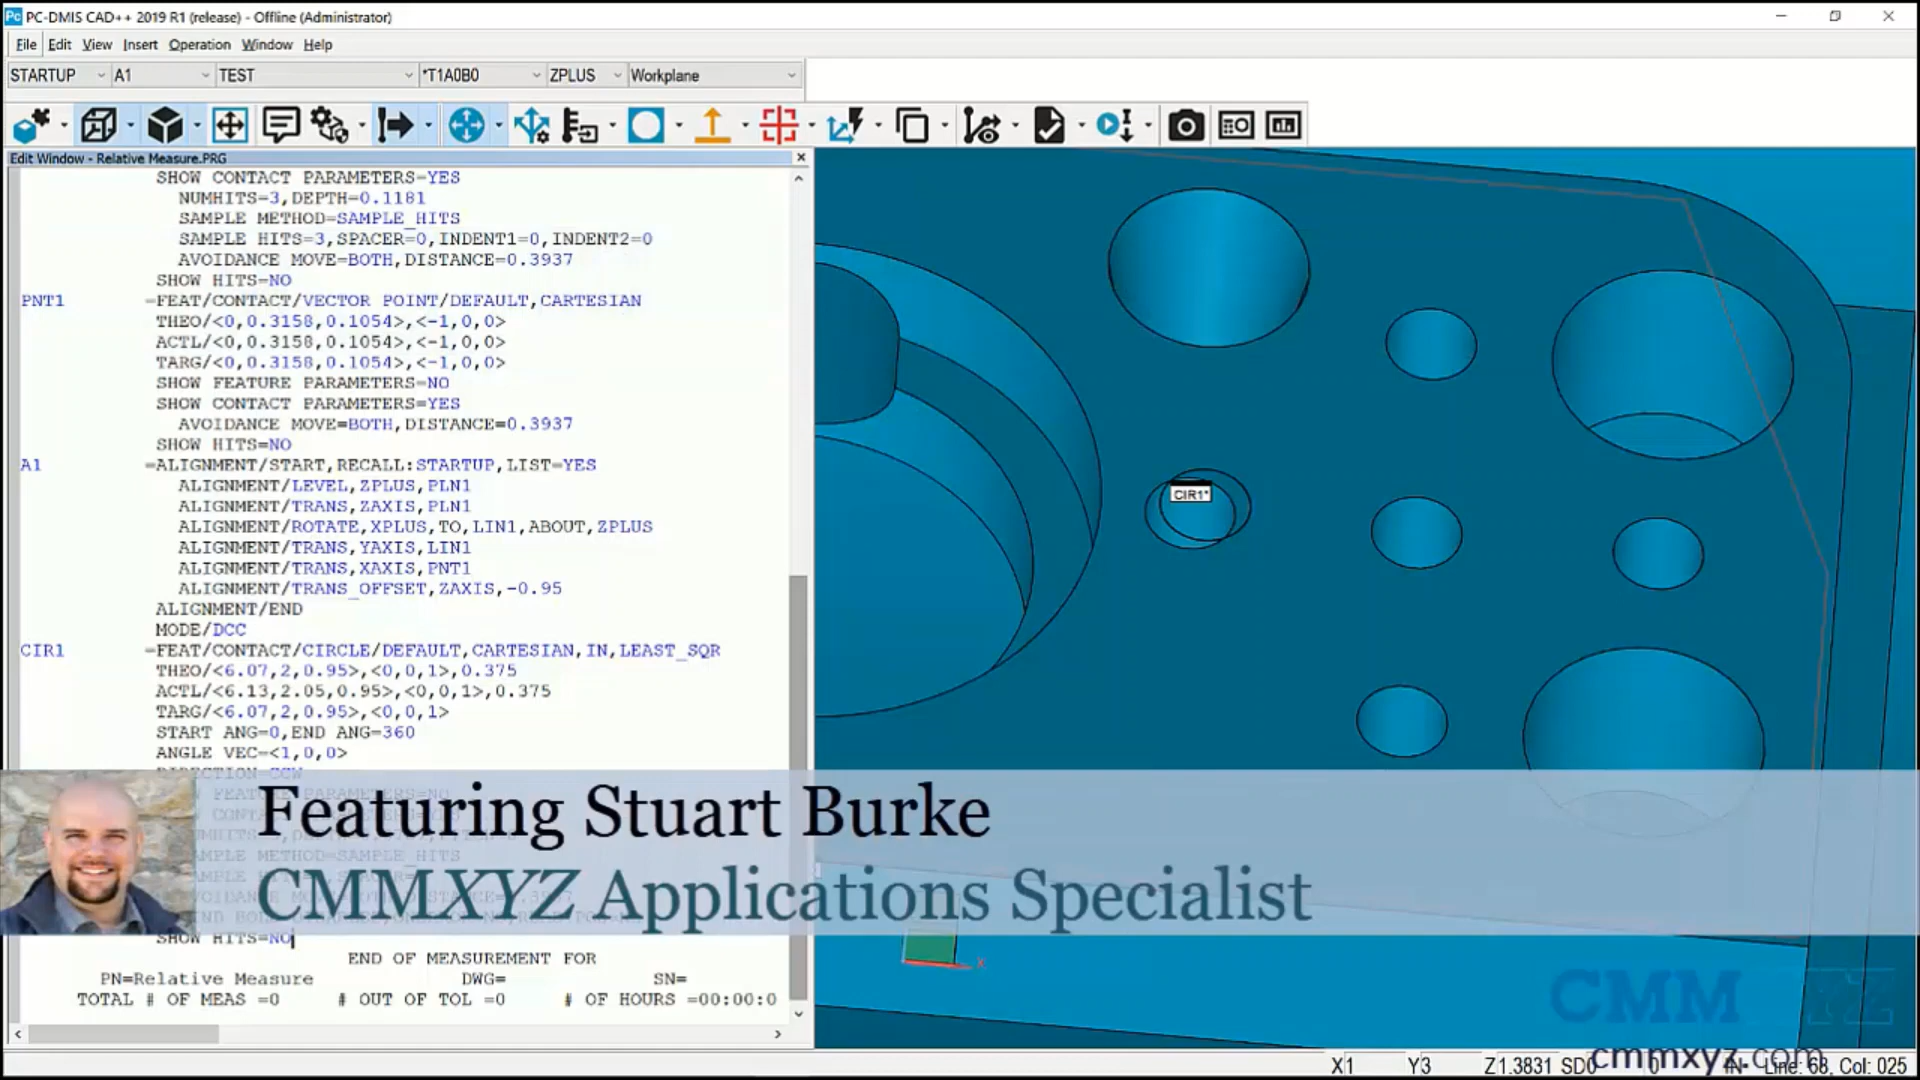 PC-DMIS CAD++ 2019 R1 (release) - Offline (Administrator)
File Edit View Insert Operation Window Help
STARTUP A1 TEST *T1A0B0 ZPLUS Workplane
Edit Window - Relative Measure.PRG
SHOW CONTACT PARAMETERS=YES
NUMHITS=3,DEPTH=0.1181
SAMPLE METHOD=SAMPLE_HITS
SAMPLE HITS=3,SPACER=0,INDENT1=0,INDENT2=0
AVOIDANCE MOVE=BOTH,DISTANCE=0.3937
SHOW HITS=NO
PNT1 =FEAT/CONTACT/VECTOR POINT/DEFAULT,CARTESIAN
THEO/<0,0.3158,0.1054>,<-1,0,0>
ACTL/<0,0.3158,0.1054>,<-1,0,0>
TARG/<0,0.3158,0.1054>,<-1,0,0>
SHOW FEATURE PARAMETERS=NO
SHOW CONTACT PARAMETERS=YES
AVOIDANCE MOVE=BOTH,DISTANCE=0.3937
SHOW HITS=NO
A1 =ALIGNMENT/START,RECALL:STARTUP,LIST=YES
ALIGNMENT/LEVEL,ZPLUS,PLN1
ALIGNMENT/TRANS,ZAXIS,PLN1
ALIGNMENT/ROTATE,XPLUS,TO,LIN1,ABOUT,ZPLUS
ALIGNMENT/TRANS,YAXIS,LIN1
ALIGNMENT/TRANS,XAXIS,PNT1
ALIGNMENT/TRANS_OFFSET,ZAXIS,-0.95
ALIGNMENT/END
MODE/DCC
CIR1 =FEAT/CONTACT/CIRCLE/DEFAULT,CARTESIAN,IN,LEAST_SQR
THEO/<6.07,2,0.95>,<0,0,1>,0.375
ACTL/<6.13,2.05,0.95>,<0,0,1>,0.375
TARG/<6.07,2,0.95>,<0,0,1>
START ANG=0,END ANG=360
ANGLE VEC=<1,0,0>
DIRECTION=CCW
Featuring Stuart Burke
CMMXYZ Applications Specialist
SHOW HITS=NO
END OF MEASUREMENT FOR
PN=Relative Measure DWG= SN=
TOTAL # OF MEAS =0 # OUT OF TOL =0 # OF HOURS =00:00:0
CIR1*
X
CMMXYZ
cmmxyz.com
X1 Y3 Z1.3831 SD0 IN Line: 68, Col: 025